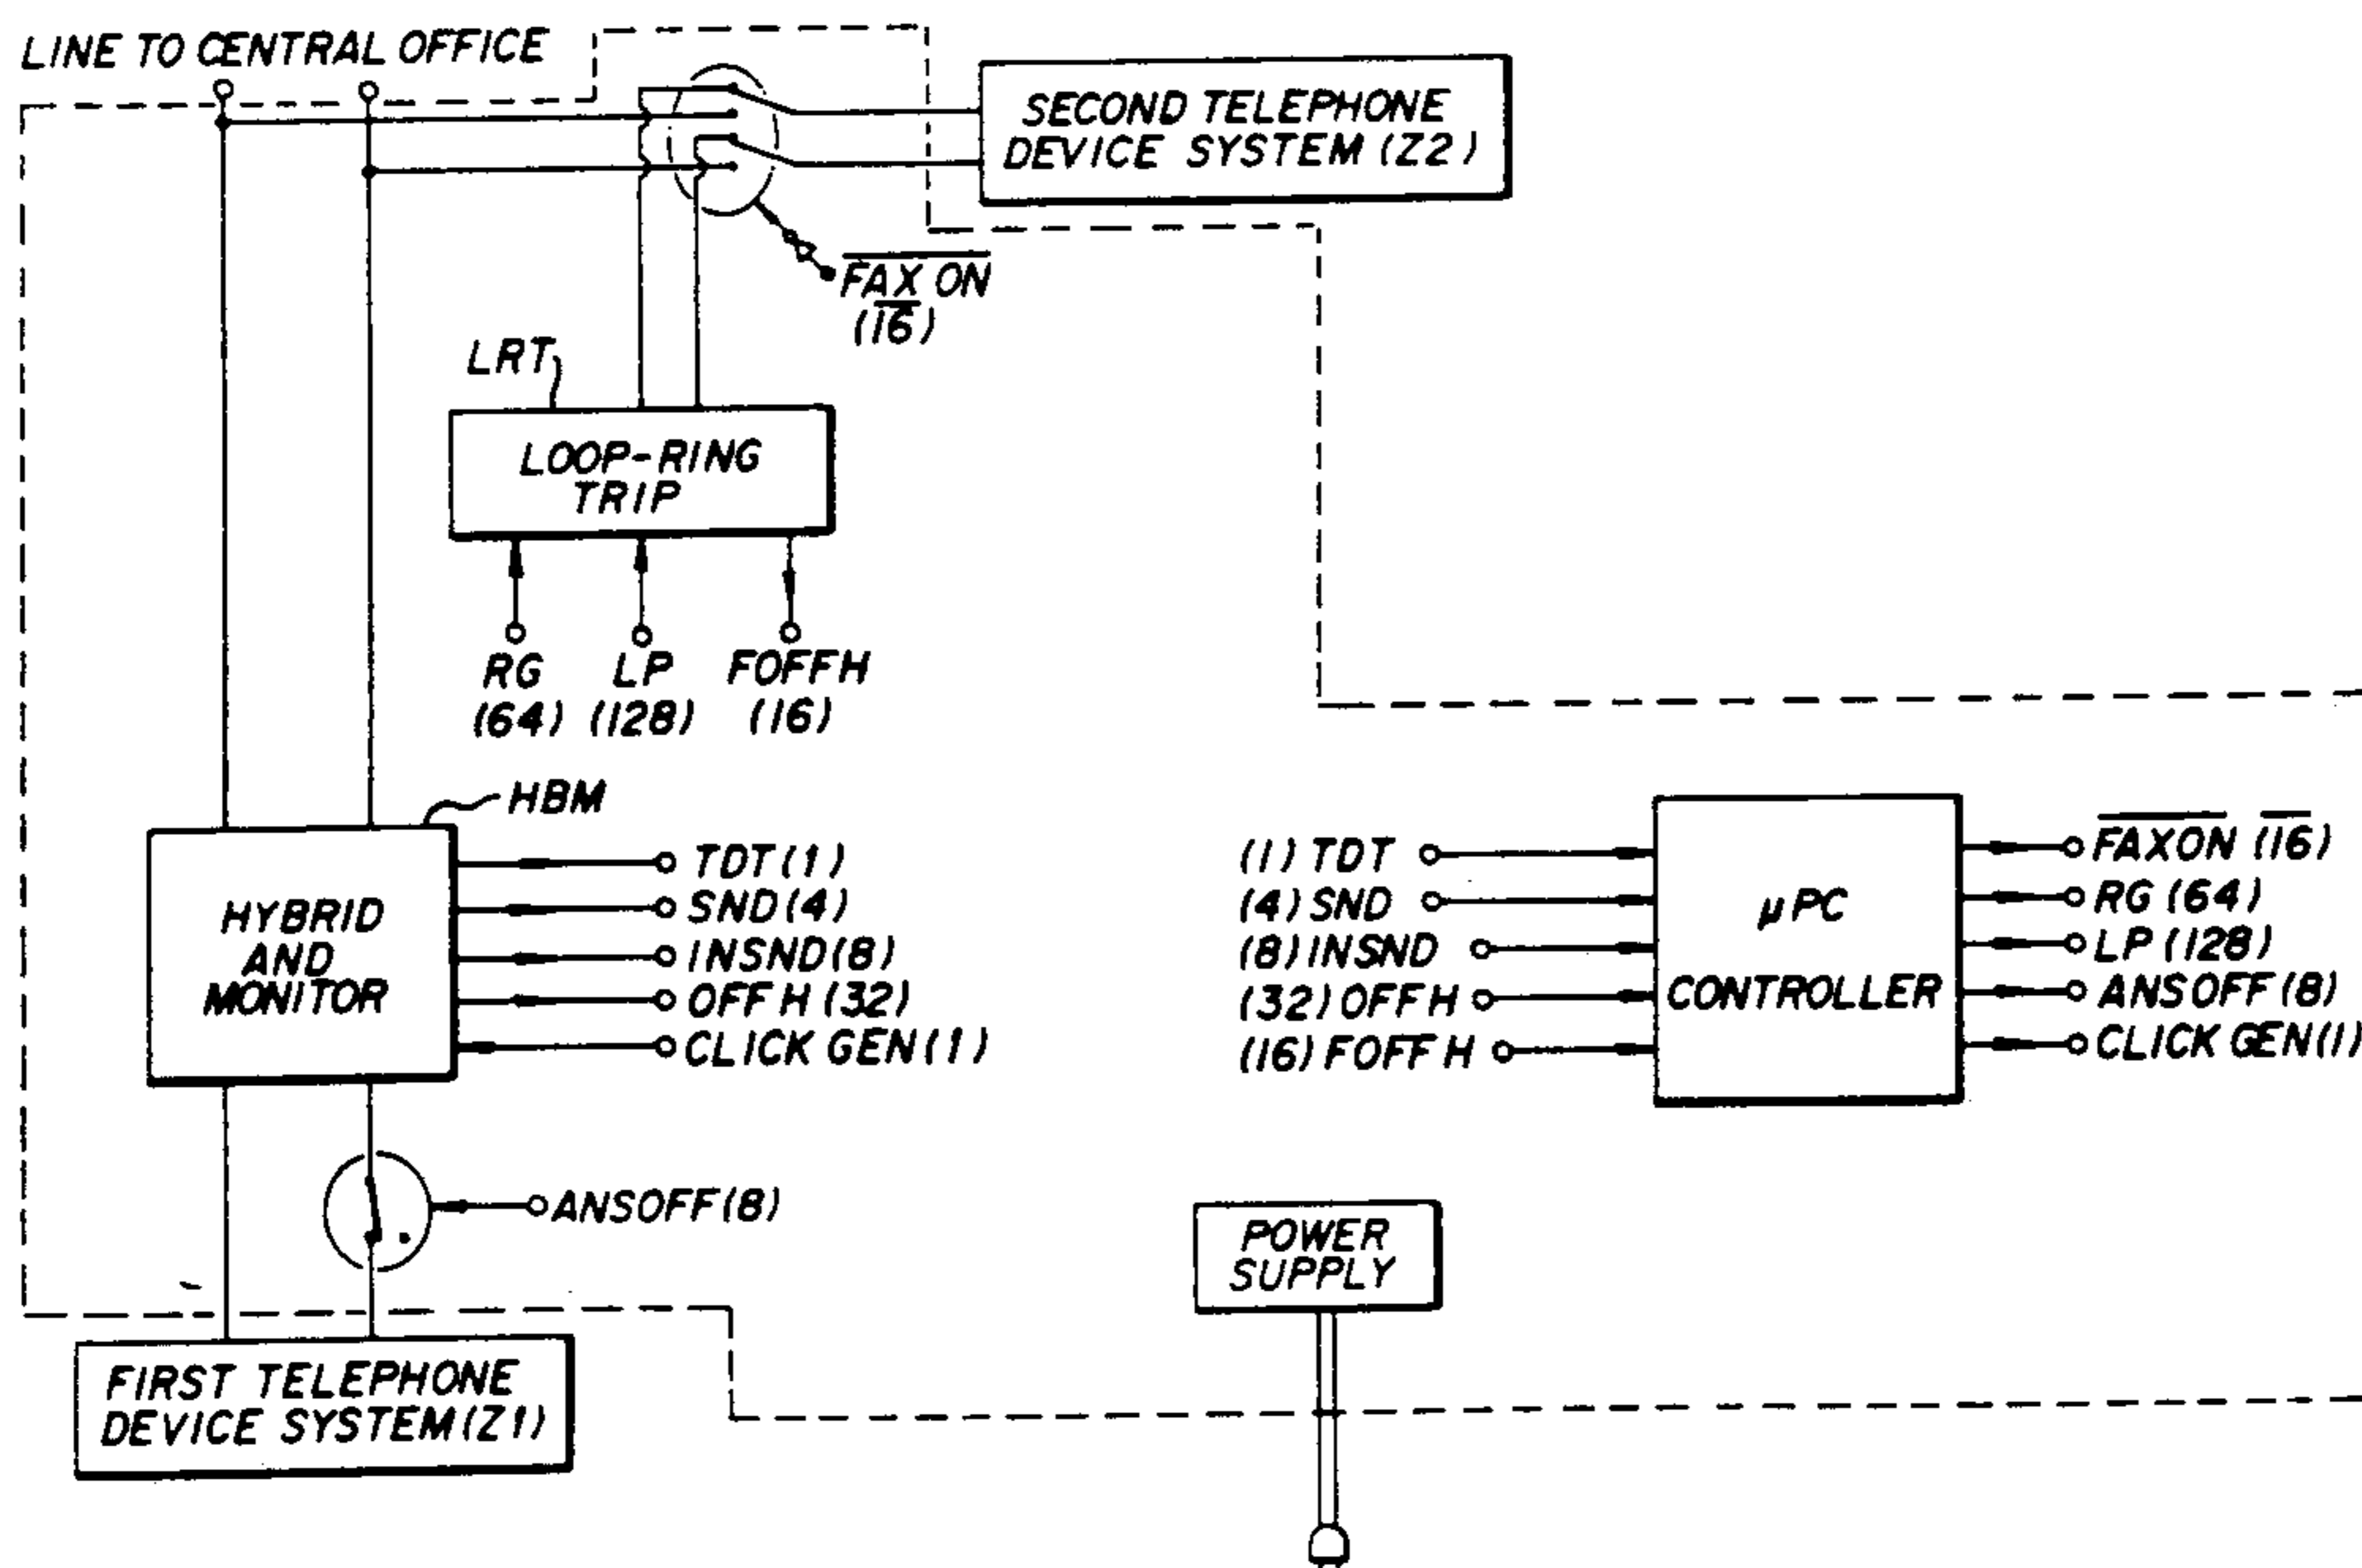 LINE TO CENTRAL OFFICE
SECOND TELEPHONE
DEVICE SYSTEM (Z2)
FAX ON
(16)
LRT
LOOP-RING
TRIP
RG
(64)
LP
(128)
FOFFH
(16)
HBM
HYBRID
AND
MONITOR
TDT(1)
SND(4)
INSND(8)
OFFH(32)
CLICK GEN(1)
(1) TDT
(4) SND
(8) INSND
(32) OFFH
(16) FOFFH
μPC
CONTROLLER
FAXON (16)
RG (64)
LP (128)
ANSOFF (8)
CLICK GEN(1)
ANSOFF(8)
POWER
SUPPLY
FIRST TELEPHONE
DEVICE SYSTEM(Z1)